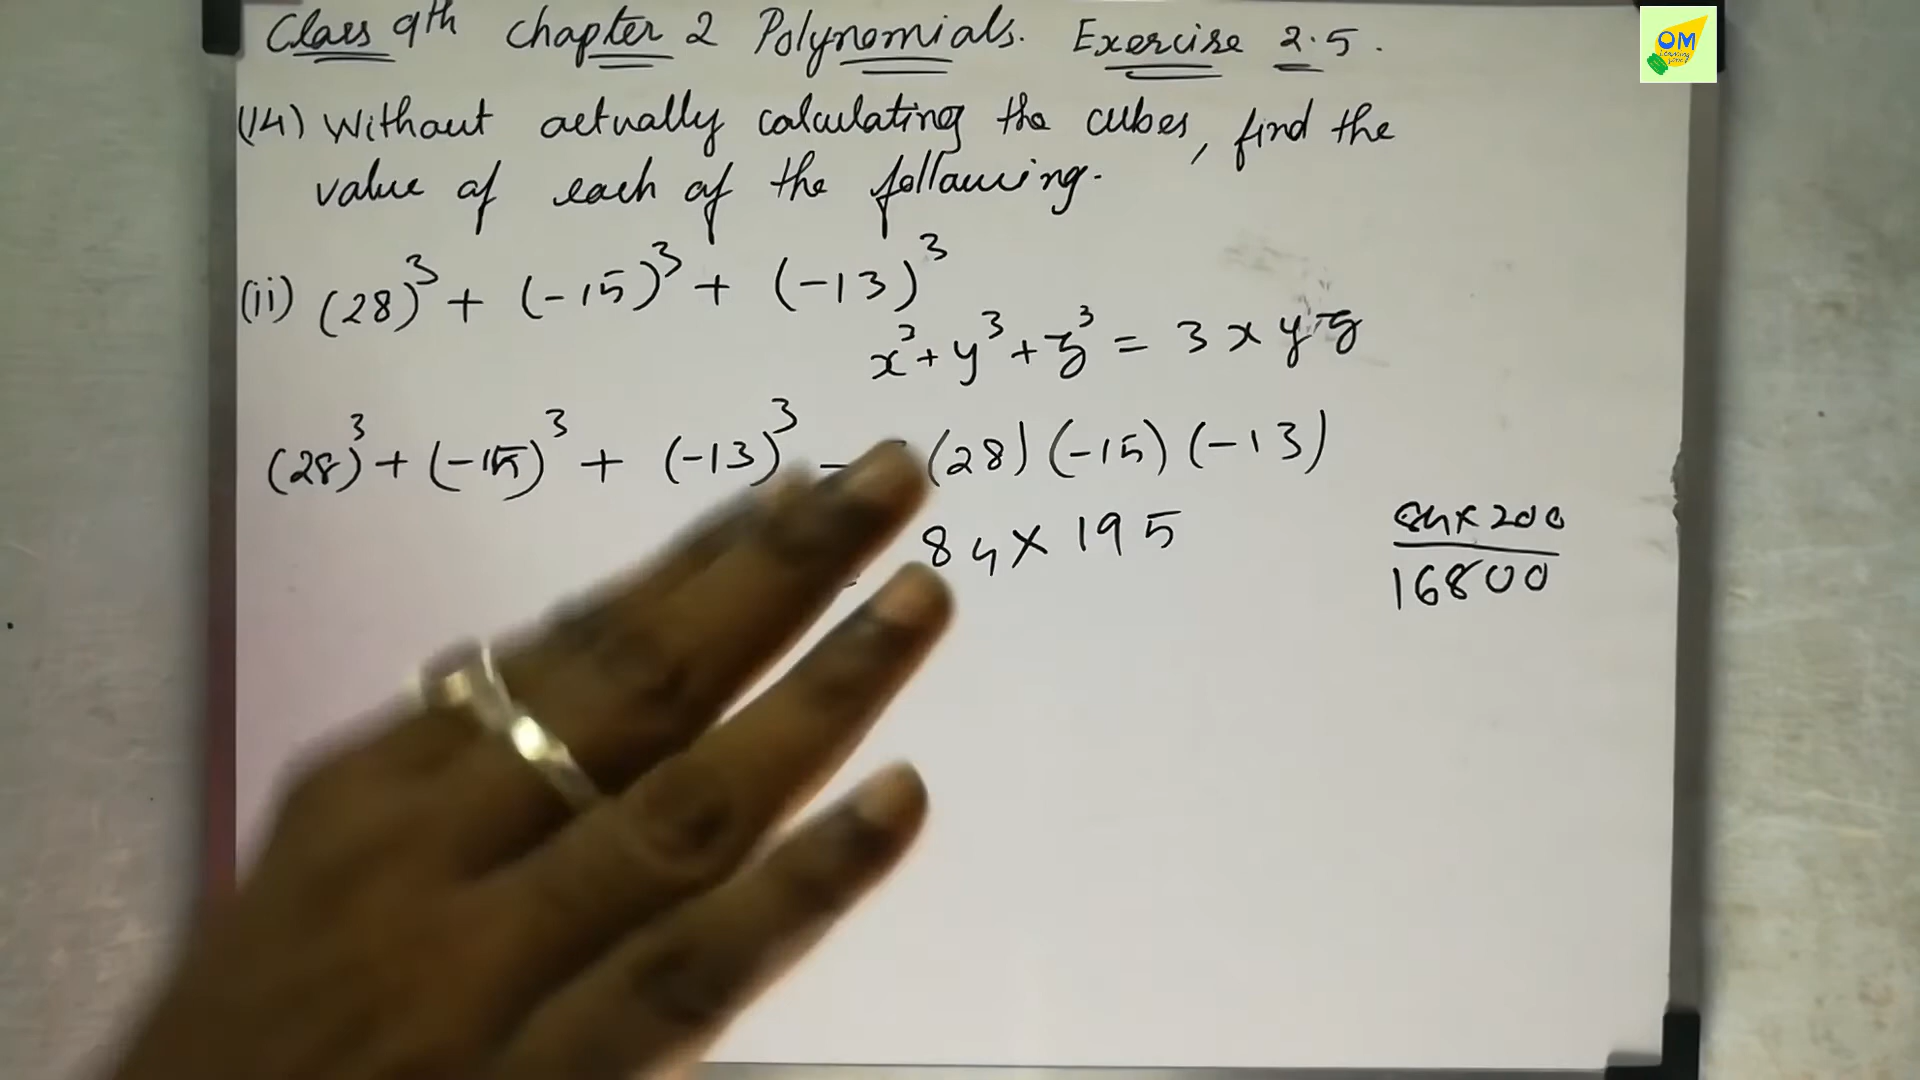 Class 9th chapter 2 Polynomials. Exercise 2.5.
OM
(14) Without actually calculating the cubes, find the
value of each of the following.
(ii) (28)³ + (-15)³ + (-13)³
x³ + y³ + z³ = 3xyz
(28)³ + (-15)³ + (-13)³ (28)(-15)(-13)
84 × 195
84×200
16800